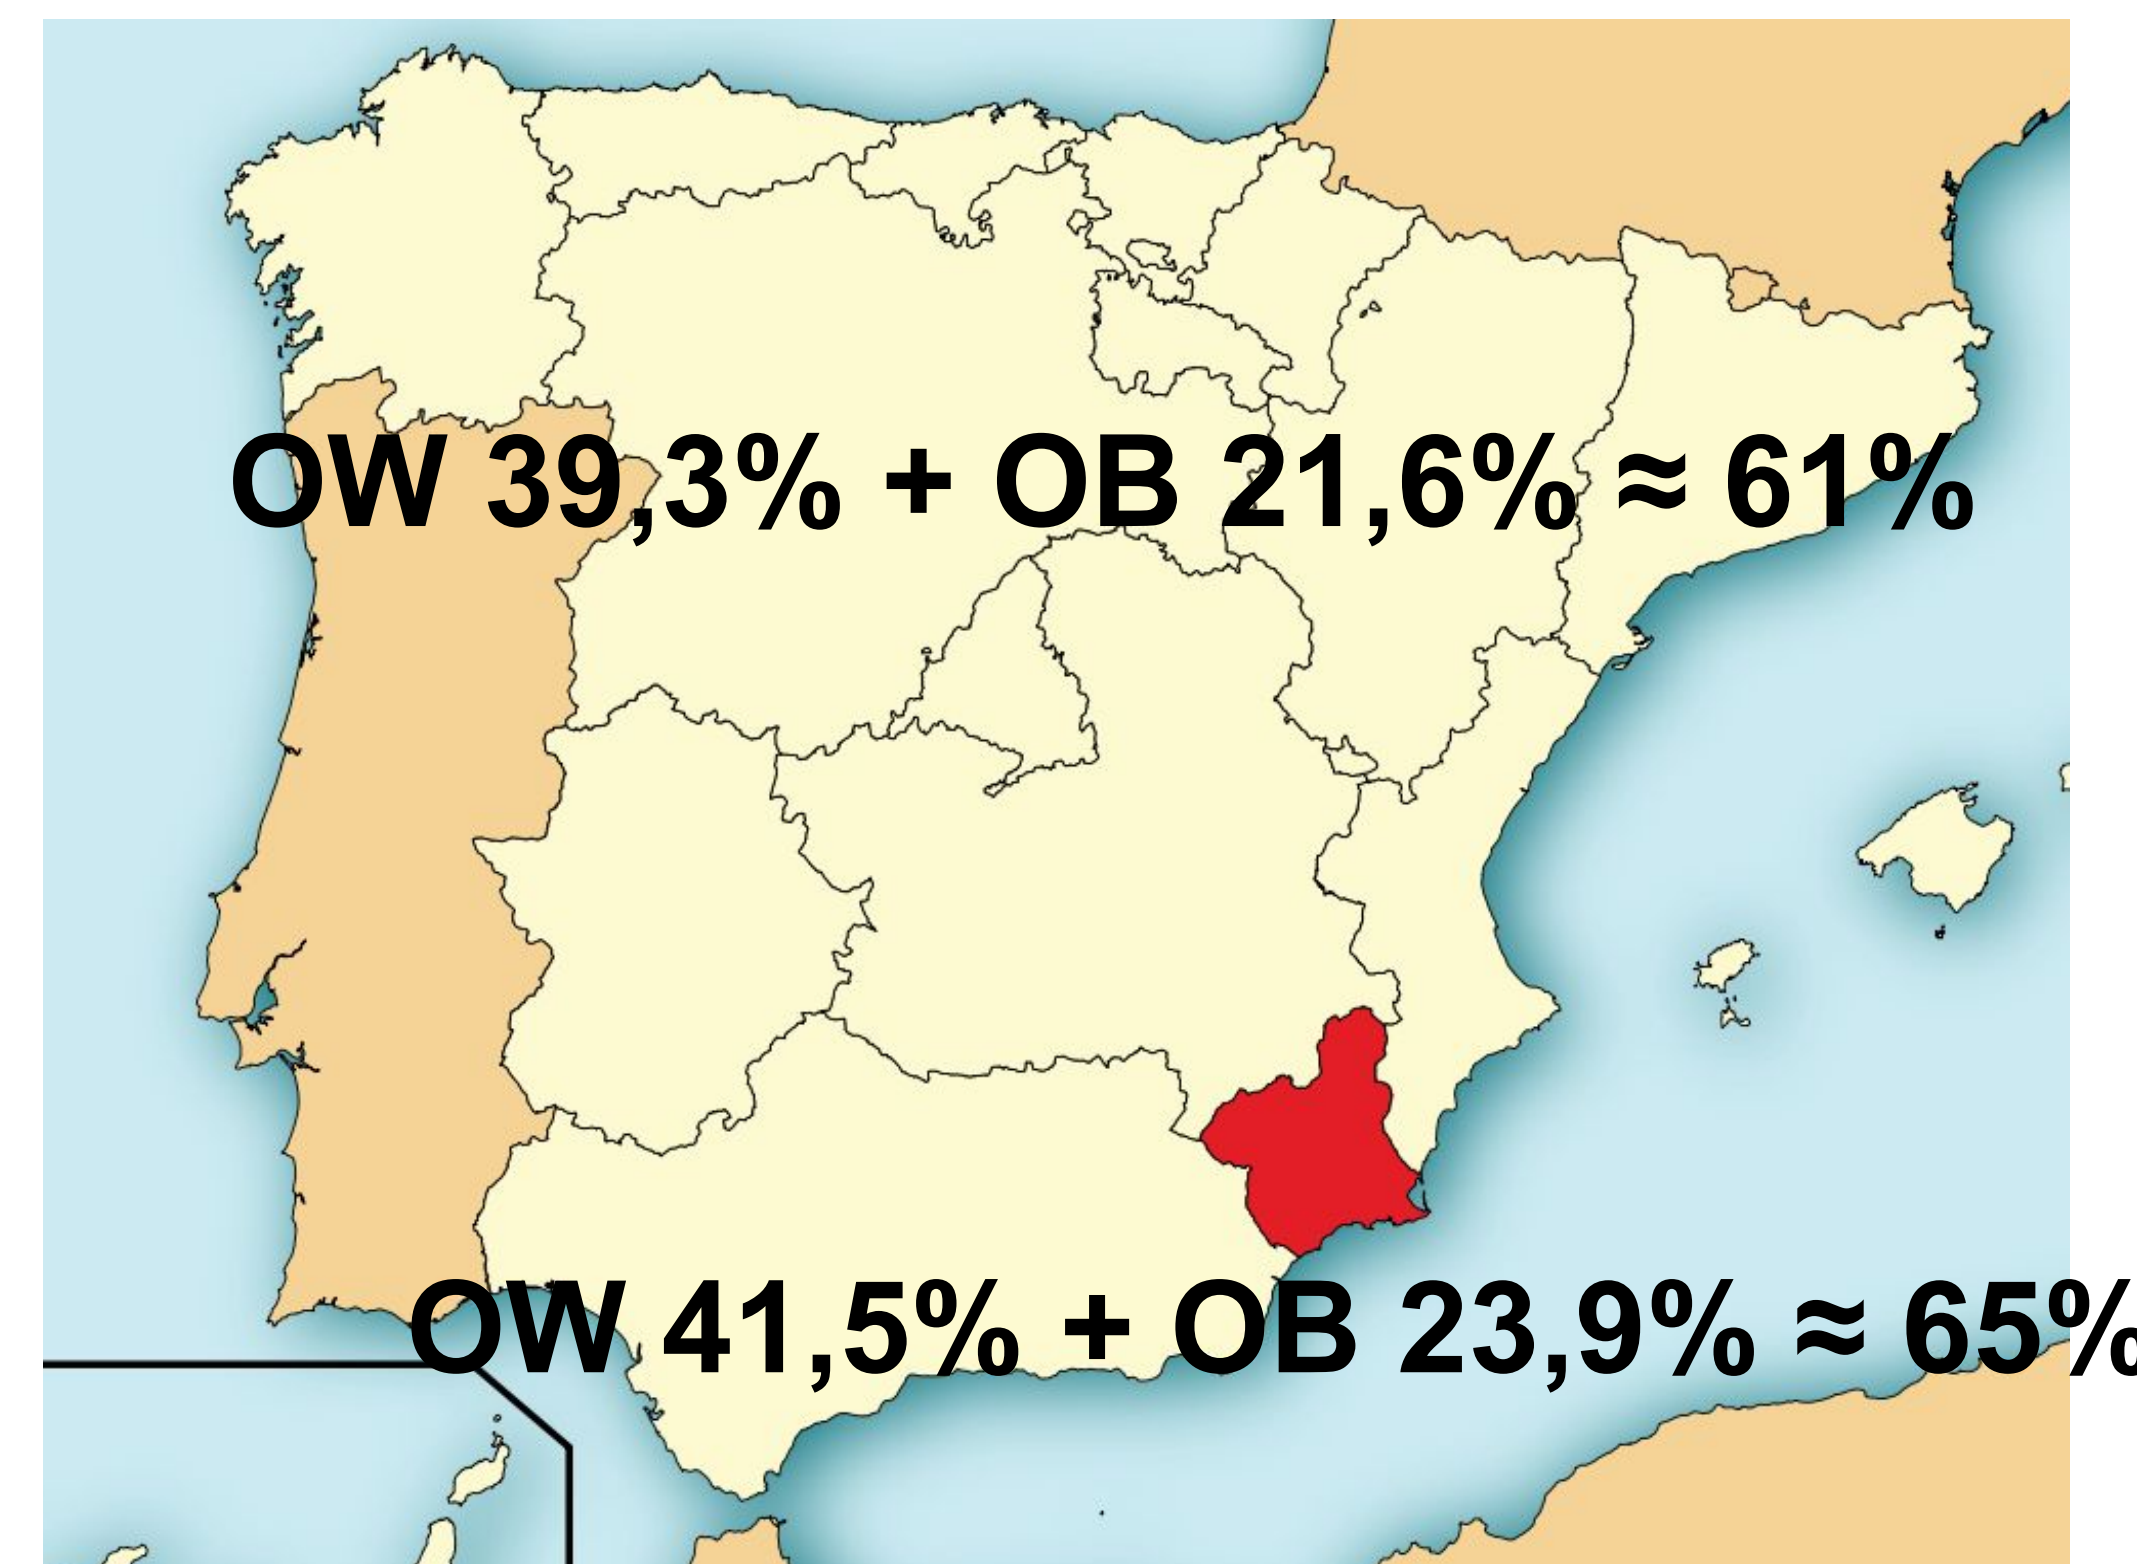 OW 39,3% + OB 21,6% ≈ 61%
OW 41,5% + OB 23,9% ≈ 65%